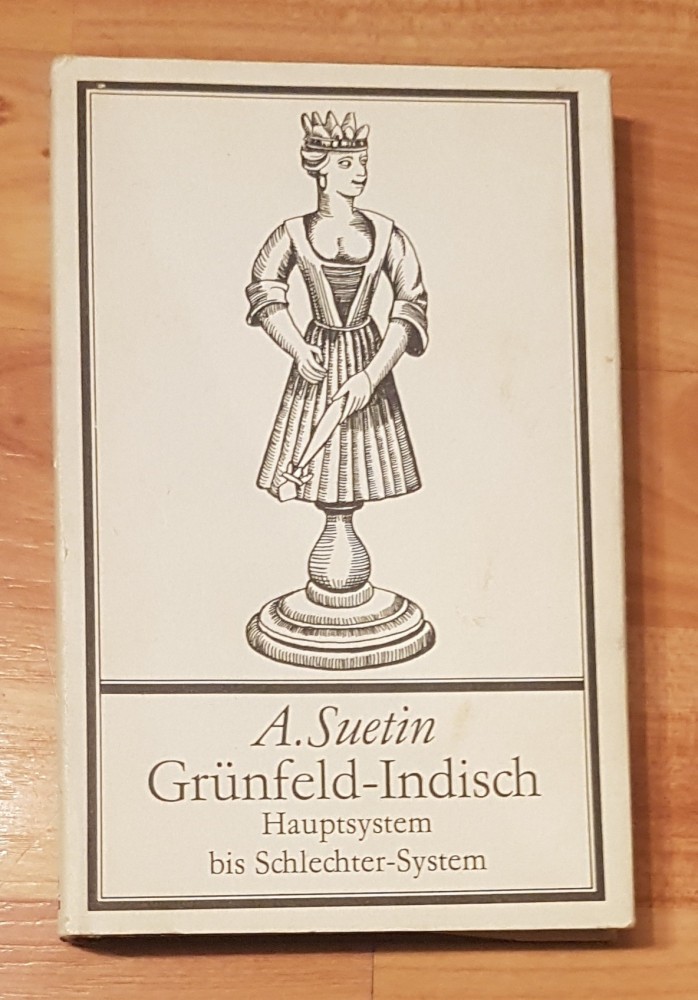 A. Suetin
Grünfeld-Indisch
Hauptsystem
bis Schlechter-System